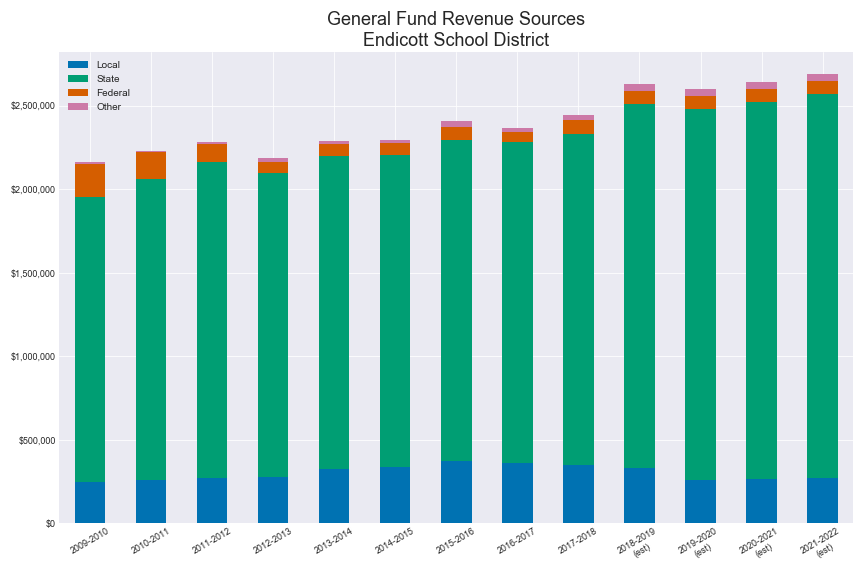 General Fund Revenue Sources
Endicott School District
Local
State
Federal
Other
$2,500,000
$2,000,000
$1,500,000
$1,000,000
$500,000
$0
2009-2010
2010-2011
2011-2012
2012-2013
2013-2014
2014-2015
2015-2016
2016-2017
2017-2018
2018-2019
(est)
2019-2020
(est)
2020-2021
(est)
2021-2022
(est)